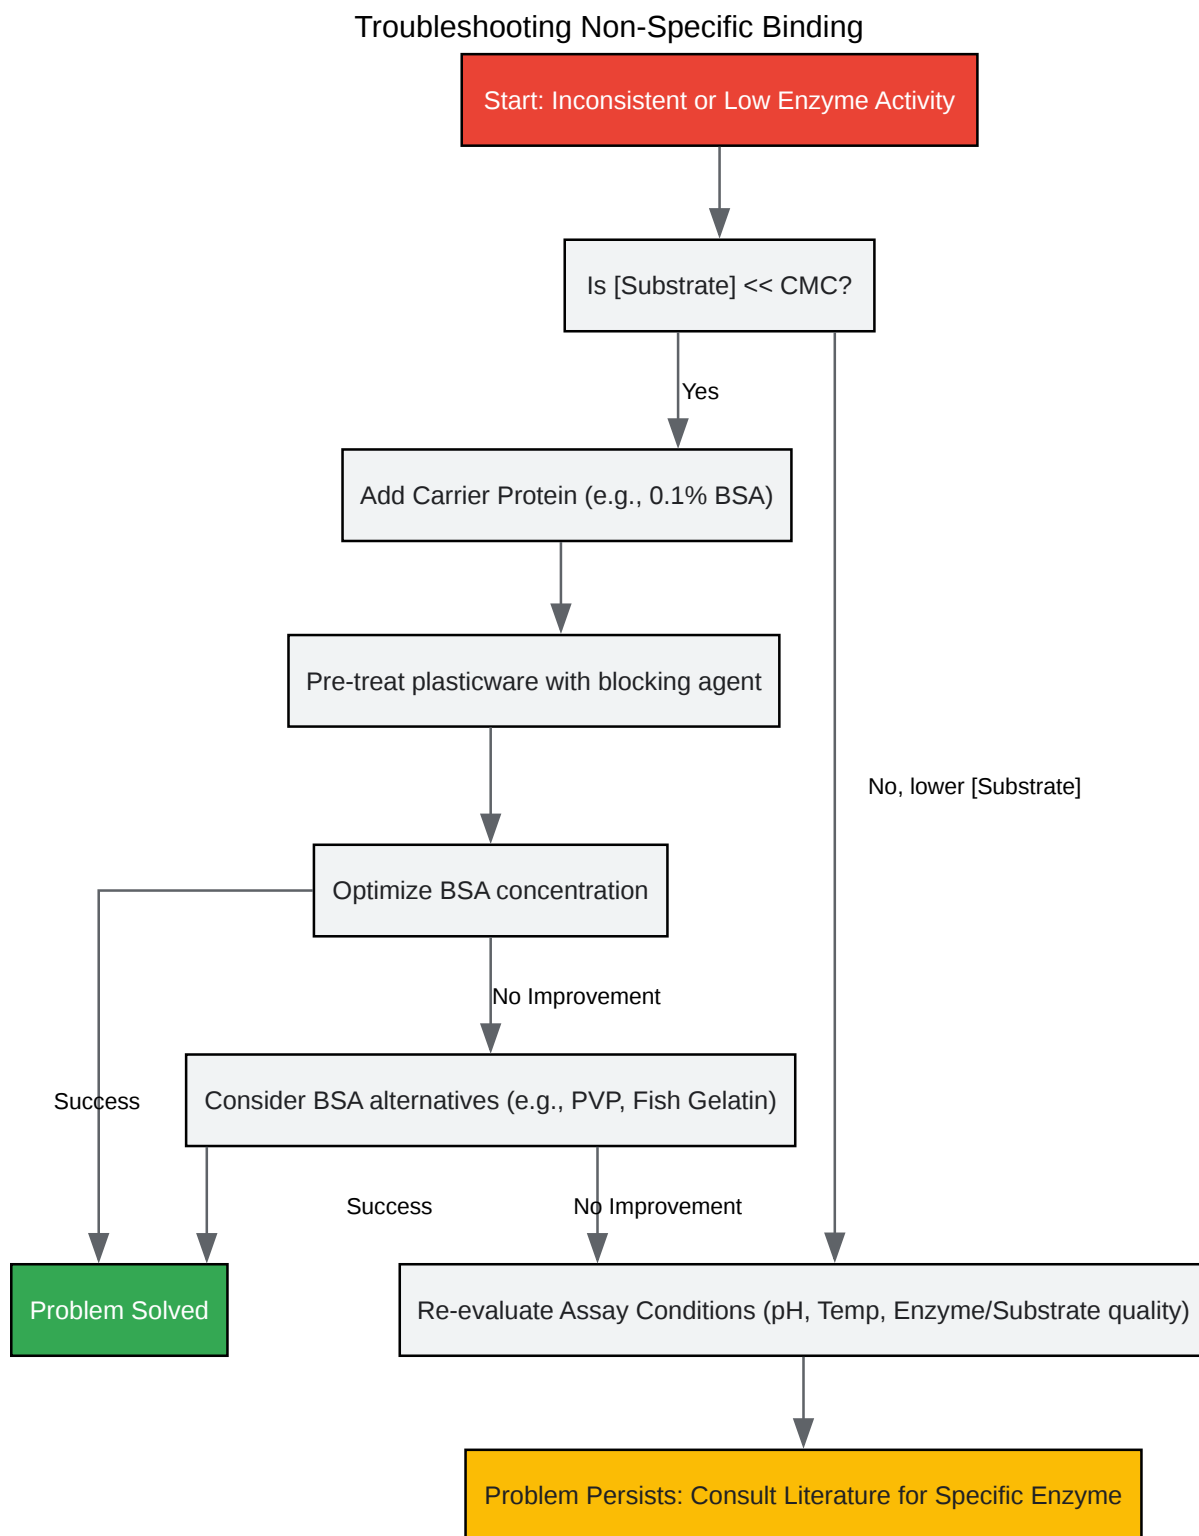 Troubleshooting Non-Specific Binding
Start: Inconsistent or Low Enzyme Activity
Is [Substrate] << CMC?
Yes
Add Carrier Protein (e.g., 0.1% BSA)
Pre-treat plasticware with blocking agent
No, lower [Substrate]
Optimize BSA concentration
No Improvement
Consider BSA alternatives (e.g., PVP, Fish Gelatin)
Success
Success
No Improvement
Problem Solved
Re-evaluate Assay Conditions (pH, Temp, Enzyme/Substrate quality)
Problem Persists: Consult Literature for Specific Enzyme